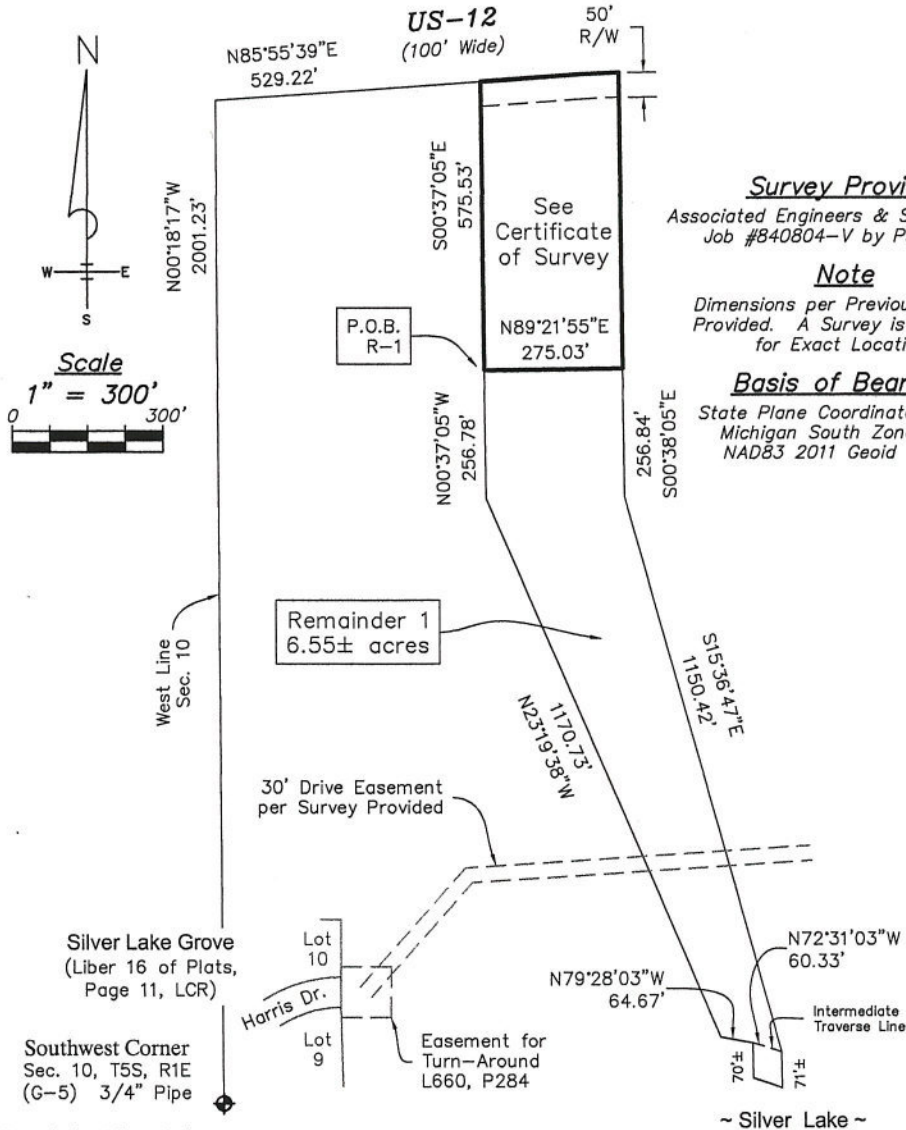 US-12
(100' Wide)
50'
R/W
N85°55'39"E
529.22'
N
W E
S
Scale
1" = 300'
0 300'
N00°18'17"W
2001.23'
S00°37'05"E
575.53'
See
Certificate
of Survey
N89°21'55"E
275.03'
P.O.B.
R-1
Survey Provi
Associated Engineers & S
Job #840804-V by P
Note
Dimensions per Previou
Provided. A Survey is
for Exact Locati
Basis of Bear
State Plane Coordinat
Michigan South Zon
NAD83 2011 Geoid
N00°37'05"W
256.78'
256.84'
S00°38'05"E
West Line
Sec. 10
Remainder 1
6.55± acres
S15°36'47"E
1150.42'
1170.73'
N23°19'38"W
30' Drive Easement
per Survey Provided
Silver Lake Grove
(Liber 16 of Plats,
Page 11, LCR)
Lot
10
Harris Dr.
Lot
9
Easement for
Turn-Around
L660, P284
N79°28'03"W
64.67'
N72°31'03"W
60.33'
Intermediate
Traverse Line
70'±
71'±
Southwest Corner
Sec. 10, T5S, R1E
(G-5) 3/4" Pipe
~ Silver Lake ~